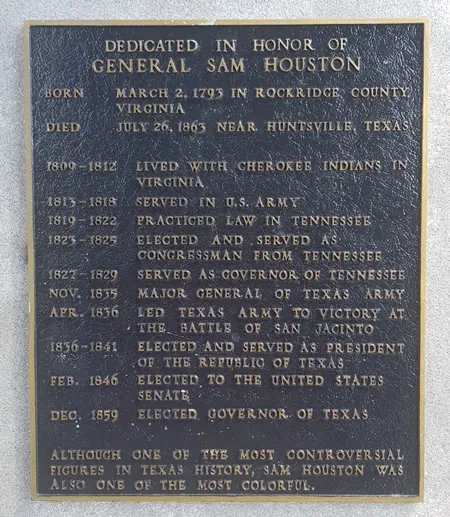 DEDICATED IN HONOR OF
GENERAL SAM HOUSTON
BORN MARCH 2, 1793 IN ROCKRIDGE COUNTY,
VIRGINIA
DIED JULY 26, 1863 NEAR HUNTSVILLE, TEXAS
1809-1812 LIVED WITH CHEROKEE INDIANS IN
VIRGINIA
1813-1818 SERVED IN U.S. ARMY
1819-1822 PRACTICED LAW IN TENNESSEE
1823-1825 ELECTED AND SERVED AS
CONGRESSMAN FROM TENNESSEE
1827-1829 SERVED AS GOVERNOR OF TENNESSEE
NOV. 1835 MAJOR GENERAL OF TEXAS ARMY
APR. 1836 LED TEXAS ARMY TO VICTORY AT
THE BATTLE OF SAN JACINTO
1836-1841 ELECTED AND SERVED AS PRESIDENT
OF THE REPUBLIC OF TEXAS
FEB. 1846 ELECTED TO THE UNITED STATES
SENATE
DEC. 1859 ELECTED GOVERNOR OF TEXAS
ALTHOUGH ONE OF THE MOST CONTROVERSIAL
FIGURES IN TEXAS HISTORY, SAM HOUSTON WAS
ALSO ONE OF THE MOST COLORFUL.